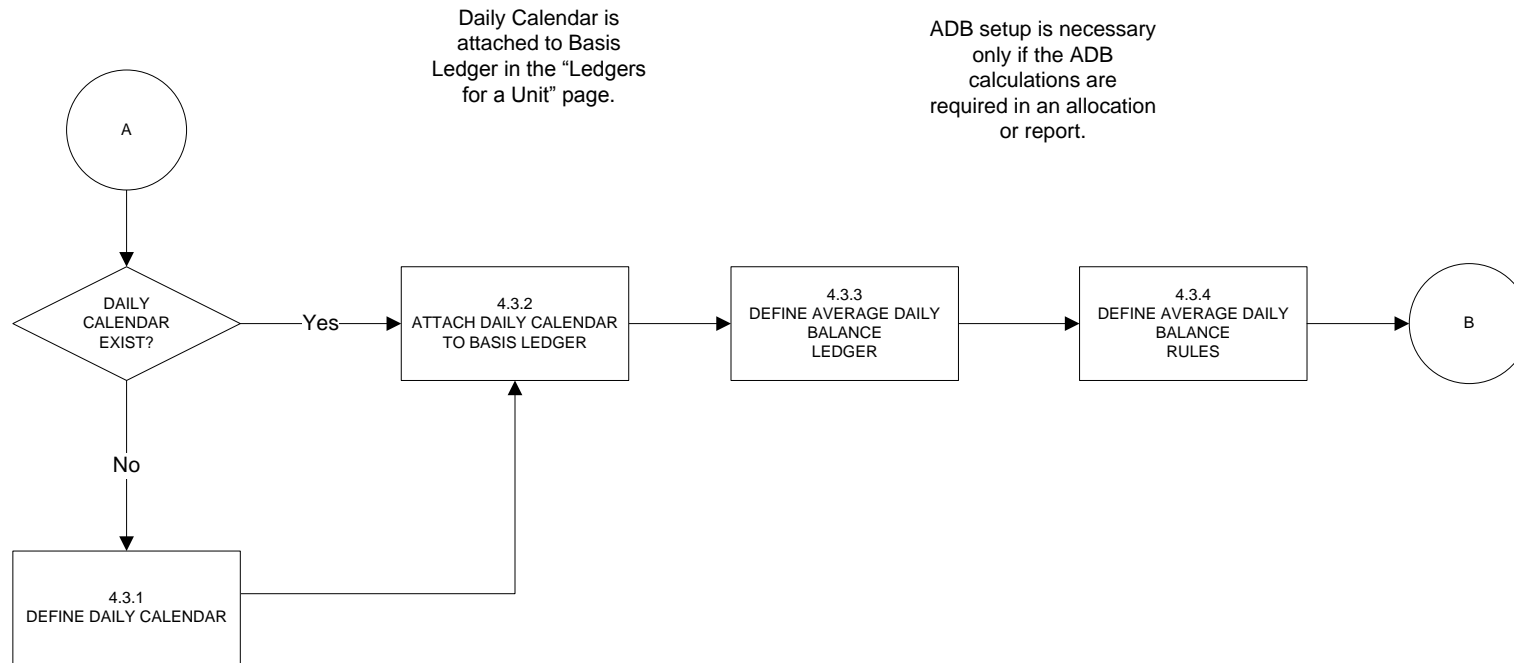 Daily Calendar is
attached to Basis
Ledger in the “Ledgers
for a Unit” page.
ADB setup is necessary
only if the ADB
calculations are
required in an allocation
or report.
A
DAILY
CALENDAR
EXIST?
Yes
4.3.2
ATTACH DAILY CALENDAR
TO BASIS LEDGER
4.3.3
DEFINE AVERAGE DAILY
BALANCE
LEDGER
4.3.4
DEFINE AVERAGE DAILY
BALANCE
RULES
B
No
4.3.1
DEFINE DAILY CALENDAR